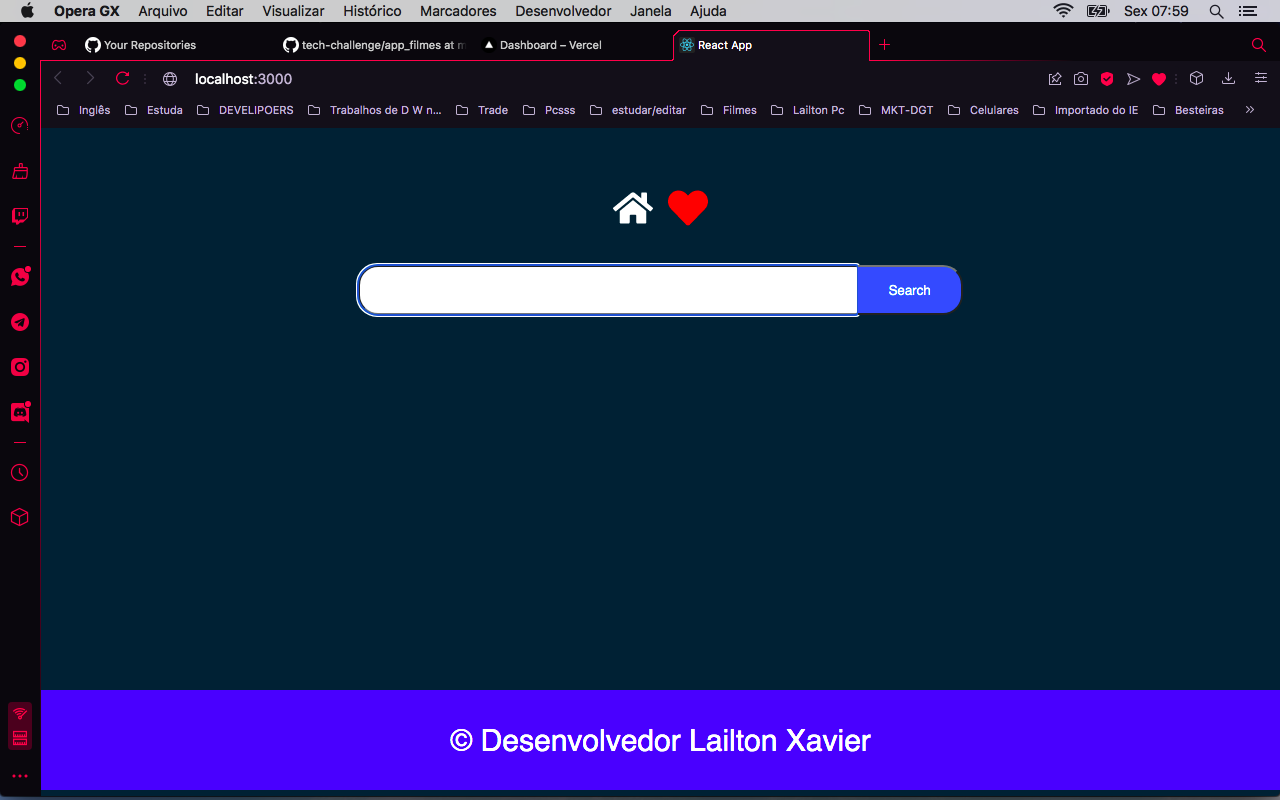 Opera GX Arquivo Editar Visualizar Histórico Marcadores Desenvolvedor Janela Ajuda Sex 07:59
Your Repositories tech-challenge/app_filmes at m Dashboard – Vercel React App
localhost:3000
Inglês Estuda DEVELIPOERS Trabalhos de D W n... Trade Pcsss estudar/editar Filmes Lailton Pc MKT-DGT Celulares Importado do IE Besteiras
Search
© Desenvolvedor Lailton Xavier